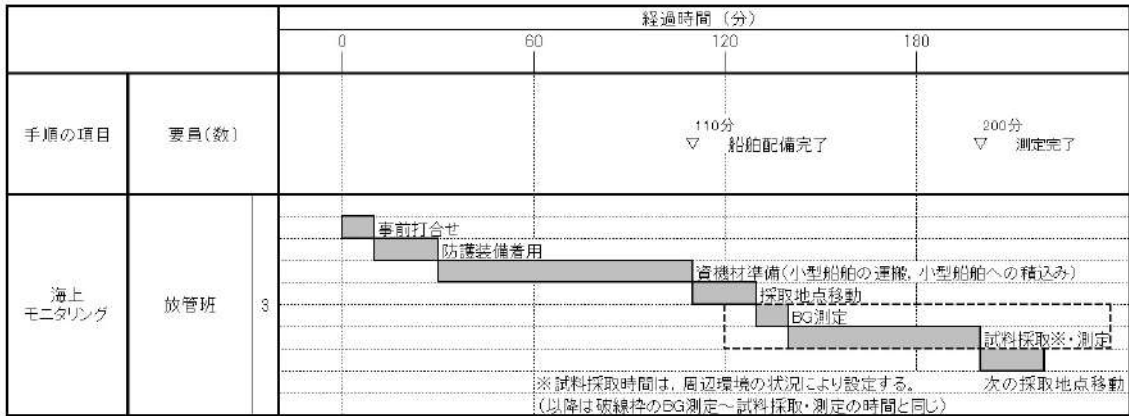 経過時間(分)
0 60 120 180
手順の項目 要員(数)
110分
▽ 船舶配備完了
200分
▽ 測定完了
事前打合せ
防護装備着用
資機材準備(小型船舶の運搬,小型船舶への積込み)
海上
モニタリング
放管班
3
採取地点移動
BG測定
試料採取※・測定
※試料採取時間は,周辺環境の状況により設定する。
次の採取地点移動
(以降は破線枠のBG測定~試料採取・測定の時間と同じ)